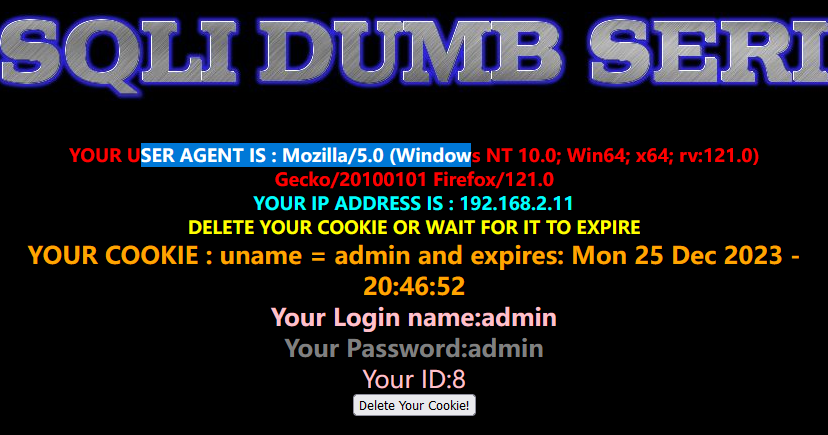 SQLI DUMB SERI
YOUR USER AGENT IS : Mozilla/5.0 (Windows NT 10.0; Win64; x64; rv:121.0)
Gecko/20100101 Firefox/121.0
YOUR IP ADDRESS IS : 192.168.2.11
DELETE YOUR COOKIE OR WAIT FOR IT TO EXPIRE
YOUR COOKIE : uname = admin and expires: Mon 25 Dec 2023 -
20:46:52
Your Login name:admin
Your Password:admin
Your ID:8
Delete Your Cookie!